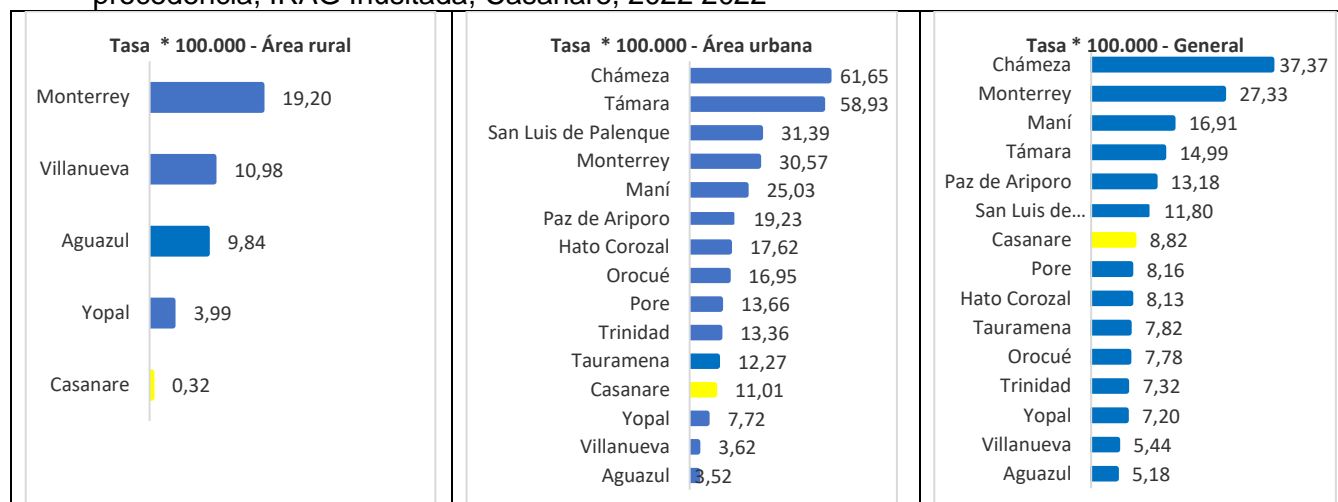 procedencia, IRAG Inusitada, Casanare, 2022-2022
Tasa * 100.000 - Área rural
Monterrey 19,20
Villanueva 10,98
Aguazul 9,84
Yopal 3,99
Casanare 0,32
Tasa * 100.000 - Área urbana
Chámeza 61,65
Támara 58,93
San Luis de Palenque 31,39
Monterrey 30,57
Maní 25,03
Paz de Ariporo 19,23
Hato Corozal 17,62
Orocué 16,95
Pore 13,66
Trinidad 13,36
Tauramena 12,27
Casanare 11,01
Yopal 7,72
Villanueva 3,62
Aguazul 3,52
Tasa * 100.000 - General
Chámeza 37,37
Monterrey 27,33
Maní 16,91
Támara 14,99
Paz de Ariporo 13,18
San Luis de... 11,80
Casanare 8,82
Pore 8,16
Hato Corozal 8,13
Tauramena 7,82
Orocué 7,78
Trinidad 7,32
Yopal 7,20
Villanueva 5,44
Aguazul 5,18